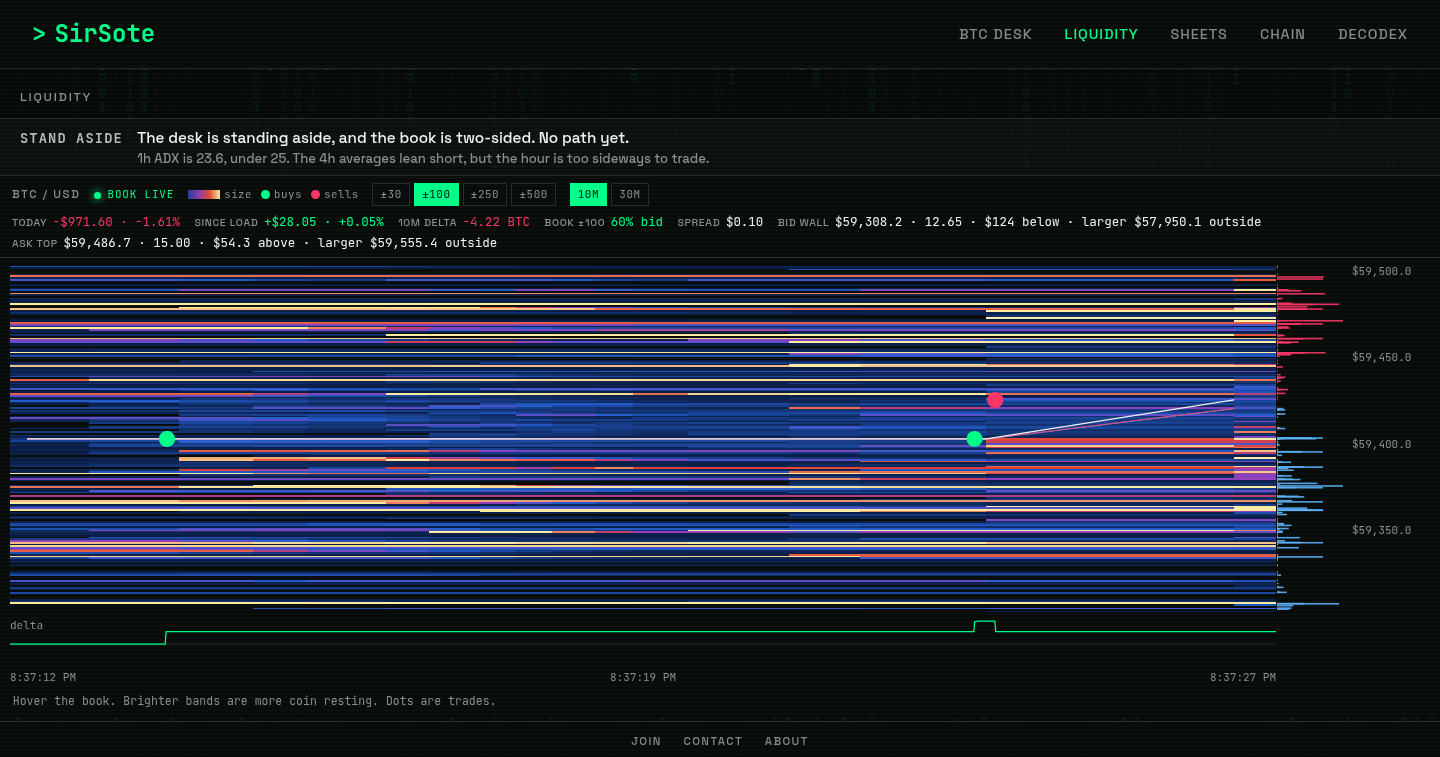 > SirSote
BTC DESK LIQUIDITY SHEETS CHAIN DECODEX
LIQUIDITY
STAND ASIDE The desk is standing aside, and the book is two-sided. No path yet.
1h ADX is 23.6, under 25. The 4h averages lean short, but the hour is too sideways to trade.
BTC / USD BOOK LIVE size buys sells ±30 ±100 ±250 ±500 10M 30M
TODAY -$971.60 · -1.61% SINCE LOAD +$28.05 · +0.05% 10M DELTA -4.22 BTC BOOK ±100 60% bid SPREAD $0.10 BID WALL $59,308.2 · 12.65 · $124 below · larger $57,950.1 outside
ASK TOP $59,486.7 · 15.00 · $54.3 above · larger $59,555.4 outside
$59,500.0
$59,450.0
$59,400.0
$59,350.0
delta
8:37:12 PM 8:37:19 PM 8:37:27 PM
Hover the book. Brighter bands are more coin resting. Dots are trades.
JOIN CONTACT ABOUT